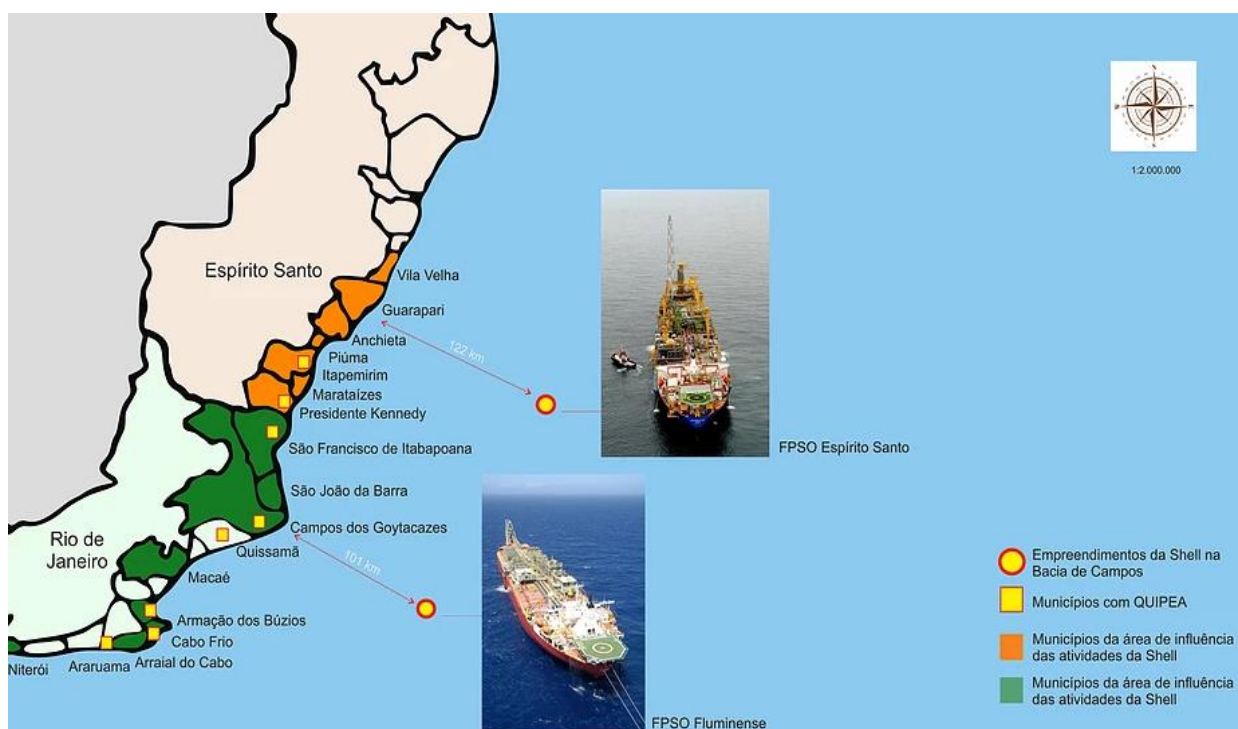 1:2.000.000
Espírito Santo
Vila Velha
Guarapari
Anchieta
122 km
Piúma
Itapemirim
Marataízes
Presidente Kennedy
São Francisco de Itabapoana
FPSO Espírito Santo
São João da Barra
Campos dos Goytacazes
Rio de
Janeiro
Quissamã
101 km
Macaé
Armação dos Búzios
Cabo Frio
Niterói
Araruama
Arraial do Cabo
FPSO Fluminense
Empreendimentos da Shell na
Bacia de Campos
Municípios com QUIPEA
Municípios da área de influência
das atividades da Shell
Municípios da área de influência
das atividades da Shell